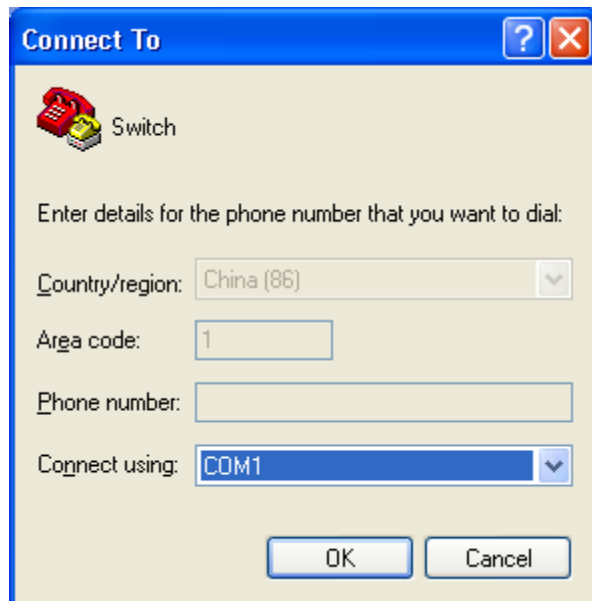 Connect To
Switch
Enter details for the phone number that you want to dial:
Country/region: China (86)
Area code: 1
Phone number:
Connect using: COM1
OK Cancel